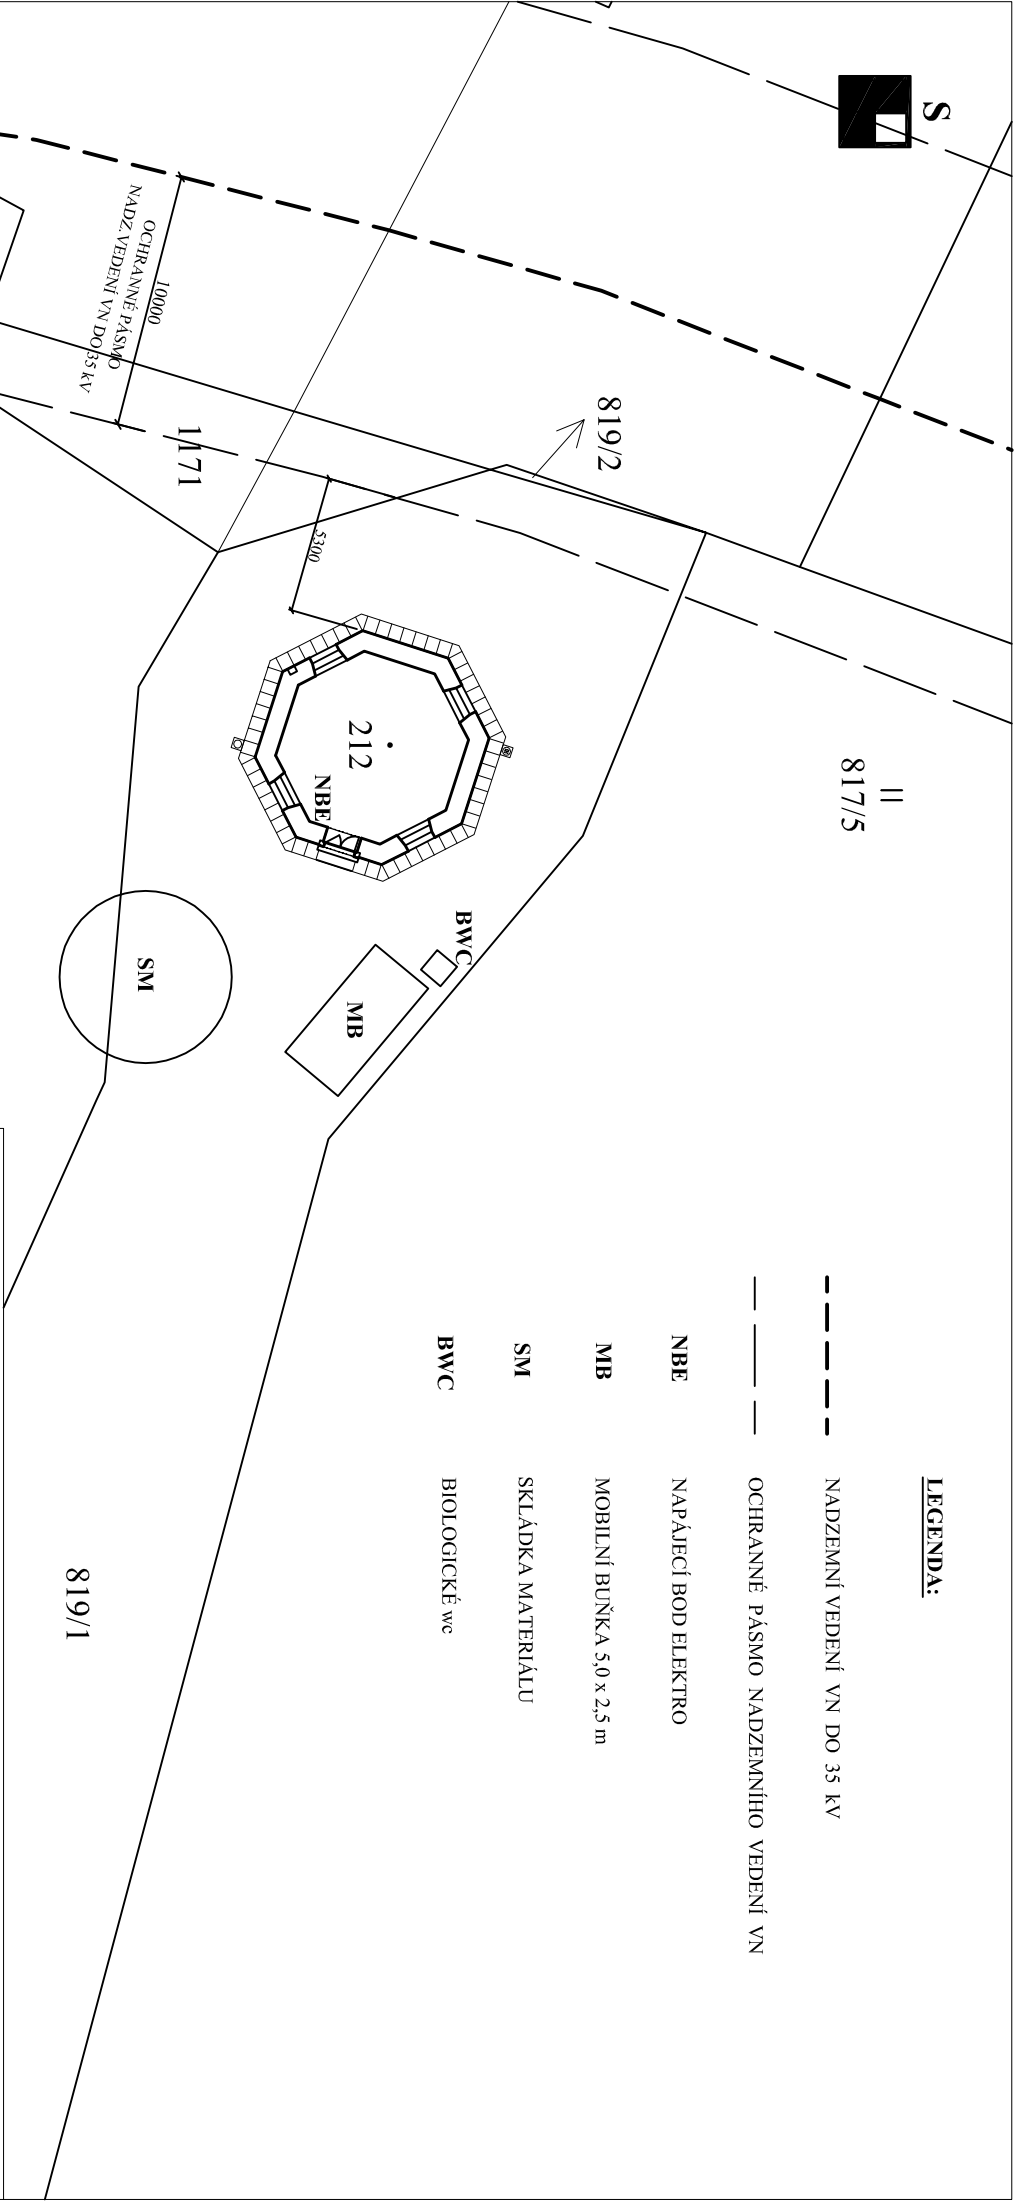 S
10000
OCHRANNÉ PÁSMO
NADZ.VEDENÍ VN DO 35 kV
1171
819/2
5300
817/5
212
NBE
BWC
MB
SM
819/1
LEGENDA:
NADZEMNÍ VEDENÍ VN DO 35 kV
OCHRANNÉ PÁSMO NADZEMNÍHO VEDENÍ VN
NBE NAPÁJECÍ BOD ELEKTRO
MB MOBILNÍ BUŇKA 5,0 x 2,5 m
SM SKLÁDKA MATERIÁLU
BWC BIOLOGICKÉ wc